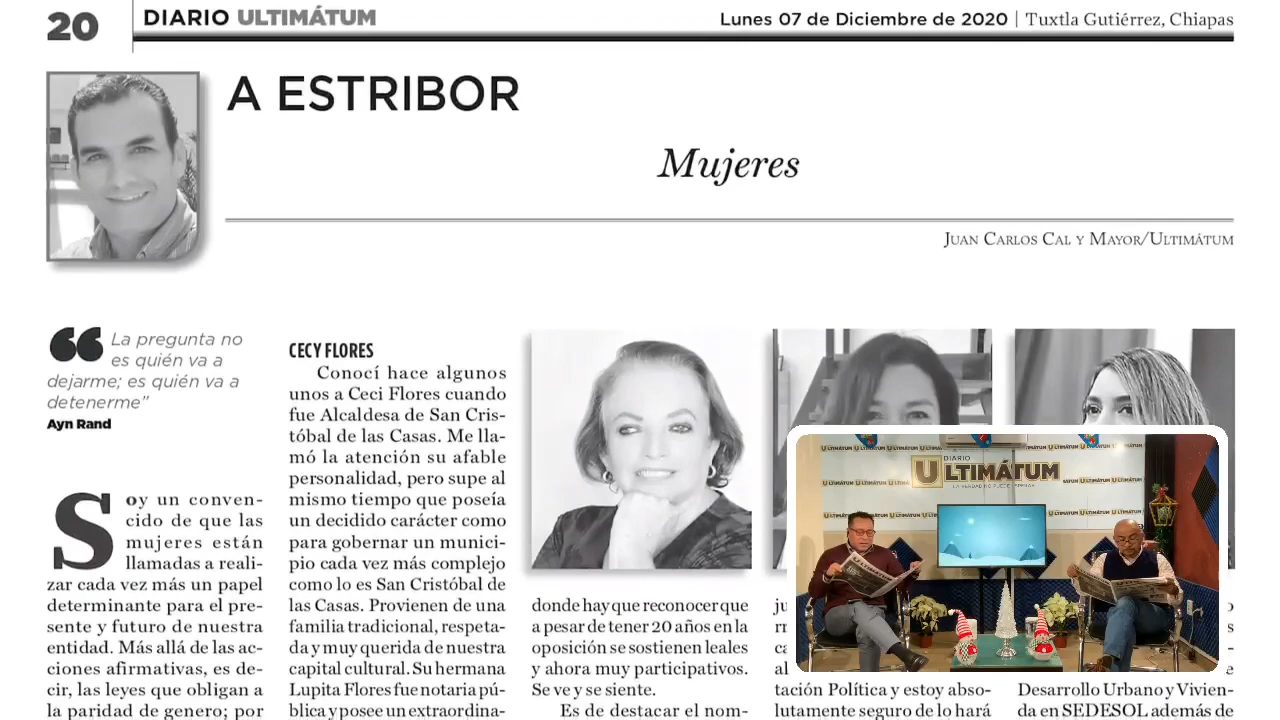 20
DIARIO ULTIMÁTUM
Lunes 07 de Diciembre de 2020 | Tuxtla Gutiérrez, Chiapas
A ESTRIBOR
Mujeres
Juan Carlos Cal y Mayor/Ultimátum
La pregunta no
es quién va a
dejarme; es quién va a
detenerme”
Ayn Rand
Soy un conven-
cido de que las
mujeres están
llamadas a reali-
zar cada vez más un papel
determinante para el pre-
sente y futuro de nuestra
entidad. Más allá de las ac-
ciones afirmativas, es de-
cir, las leyes que obligan a
la paridad de genero; por
CECY FLORES
Conocí hace algunos
unos a Ceci Flores cuando
fue Alcaldesa de San Cris-
tóbal de las Casas. Me lla-
mó la atención su afable
personalidad, pero supe al
mismo tiempo que poseía
un decidido carácter como
para gobernar un munici-
pio cada vez más complejo
como lo es San Cristóbal de
las Casas. Provienen de una
familia tradicional, respeta-
da y muy querida de nuestra
capital cultural. Su hermana
Lupita Flores fue notaria pú-
blica y posee un extraordina-
donde hay que reconocer que
a pesar de tener 20 años en la
oposición se sostienen leales
y ahora muy participativos.
Se ve y se siente.
Es de destacar el nom-
tación Política y estoy abso-
lutamente seguro de lo hará
Desarrollo Urbano y Vivien-
da en SEDESOL además de
DIARIO
ULTIMÁTUM